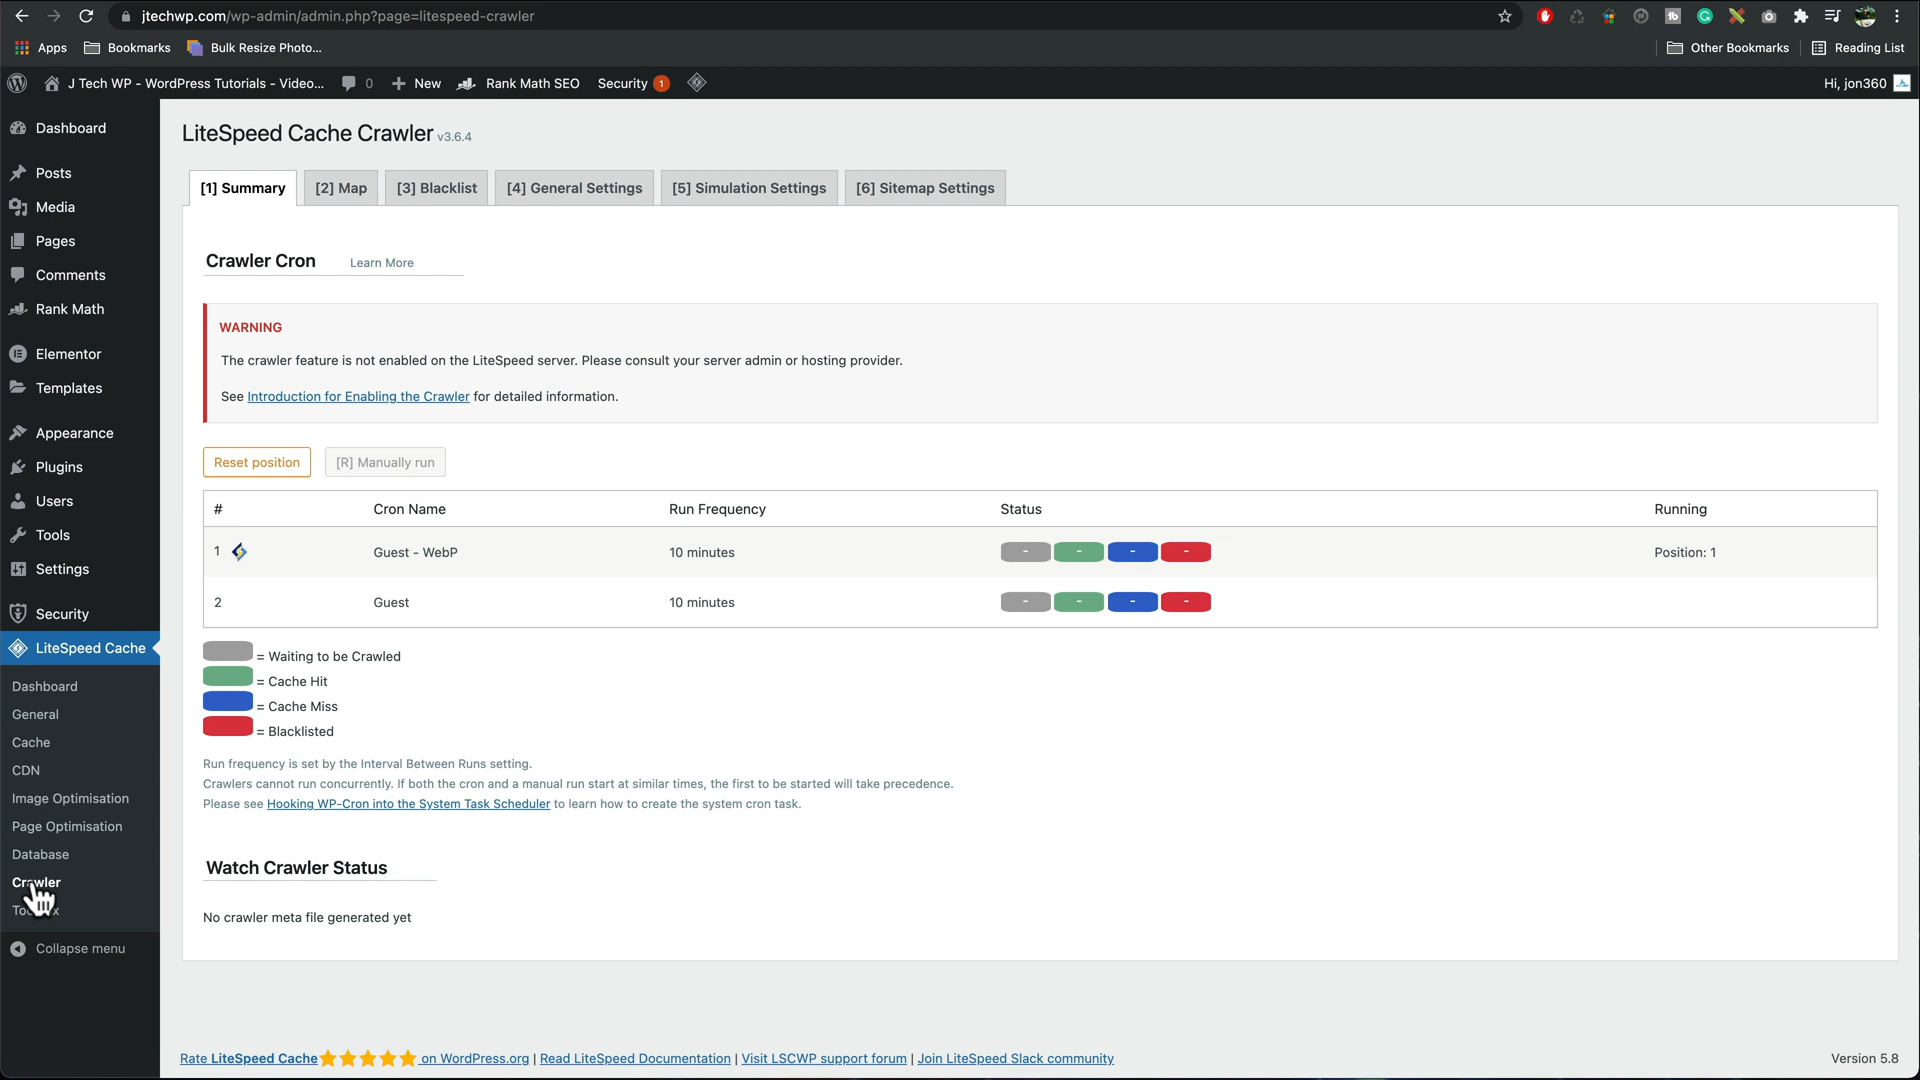 jtechwp.com/wp-admin/admin.php?page=litespeed-crawler
Apps
Bookmarks
Bulk Resize Photo...
Other Bookmarks
Reading List
J Tech WP - WordPress Tutorials - Video...
0
New
Rank Math SEO
Security 1
Hi, jon360
Dashboard
Posts
Media
Pages
Comments
Rank Math
Elementor
Templates
Appearance
Plugins
Users
Tools
Settings
Security
LiteSpeed Cache
Dashboard
General
Cache
CDN
Image Optimisation
Page Optimisation
Database
Crawler
Collapse menu
LiteSpeed Cache Crawler v3.6.4
[1] Summary
[2] Map
[3] Blacklist
[4] General Settings
[5] Simulation Settings
[6] Sitemap Settings
Crawler Cron
Learn More
WARNING
The crawler feature is not enabled on the LiteSpeed server. Please consult your server admin or hosting provider.
See Introduction for Enabling the Crawler for detailed information.
Reset position
[R] Manually run
# Cron Name Run Frequency Status Running
1 Guest - WebP 10 minutes - - - - Position: 1
2 Guest 10 minutes - - - -
= Waiting to be Crawled
= Cache Hit
= Cache Miss
= Blacklisted
Run frequency is set by the Interval Between Runs setting.
Crawlers cannot run concurrently. If both the cron and a manual run start at similar times, the first to be started will take precedence.
Please see Hooking WP-Cron into the System Task Scheduler to learn how to create the system cron task.
Watch Crawler Status
No crawler meta file generated yet
Rate LiteSpeed Cache on WordPress.org | Read LiteSpeed Documentation | Visit LSCWP support forum | Join LiteSpeed Slack community
Version 5.8